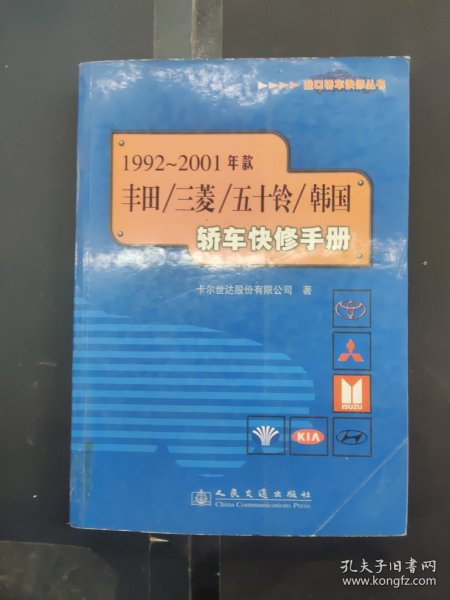 ▶▶▶▶ 进口轿车快修丛书
1992~2001年款
丰田/三菱/五十铃/韩国
轿车快修手册
卡尔世达股份有限公司 著
ISUZU
KIA
人民交通出版社
China Communications Press
孔夫子旧书网
www.kongfz.com